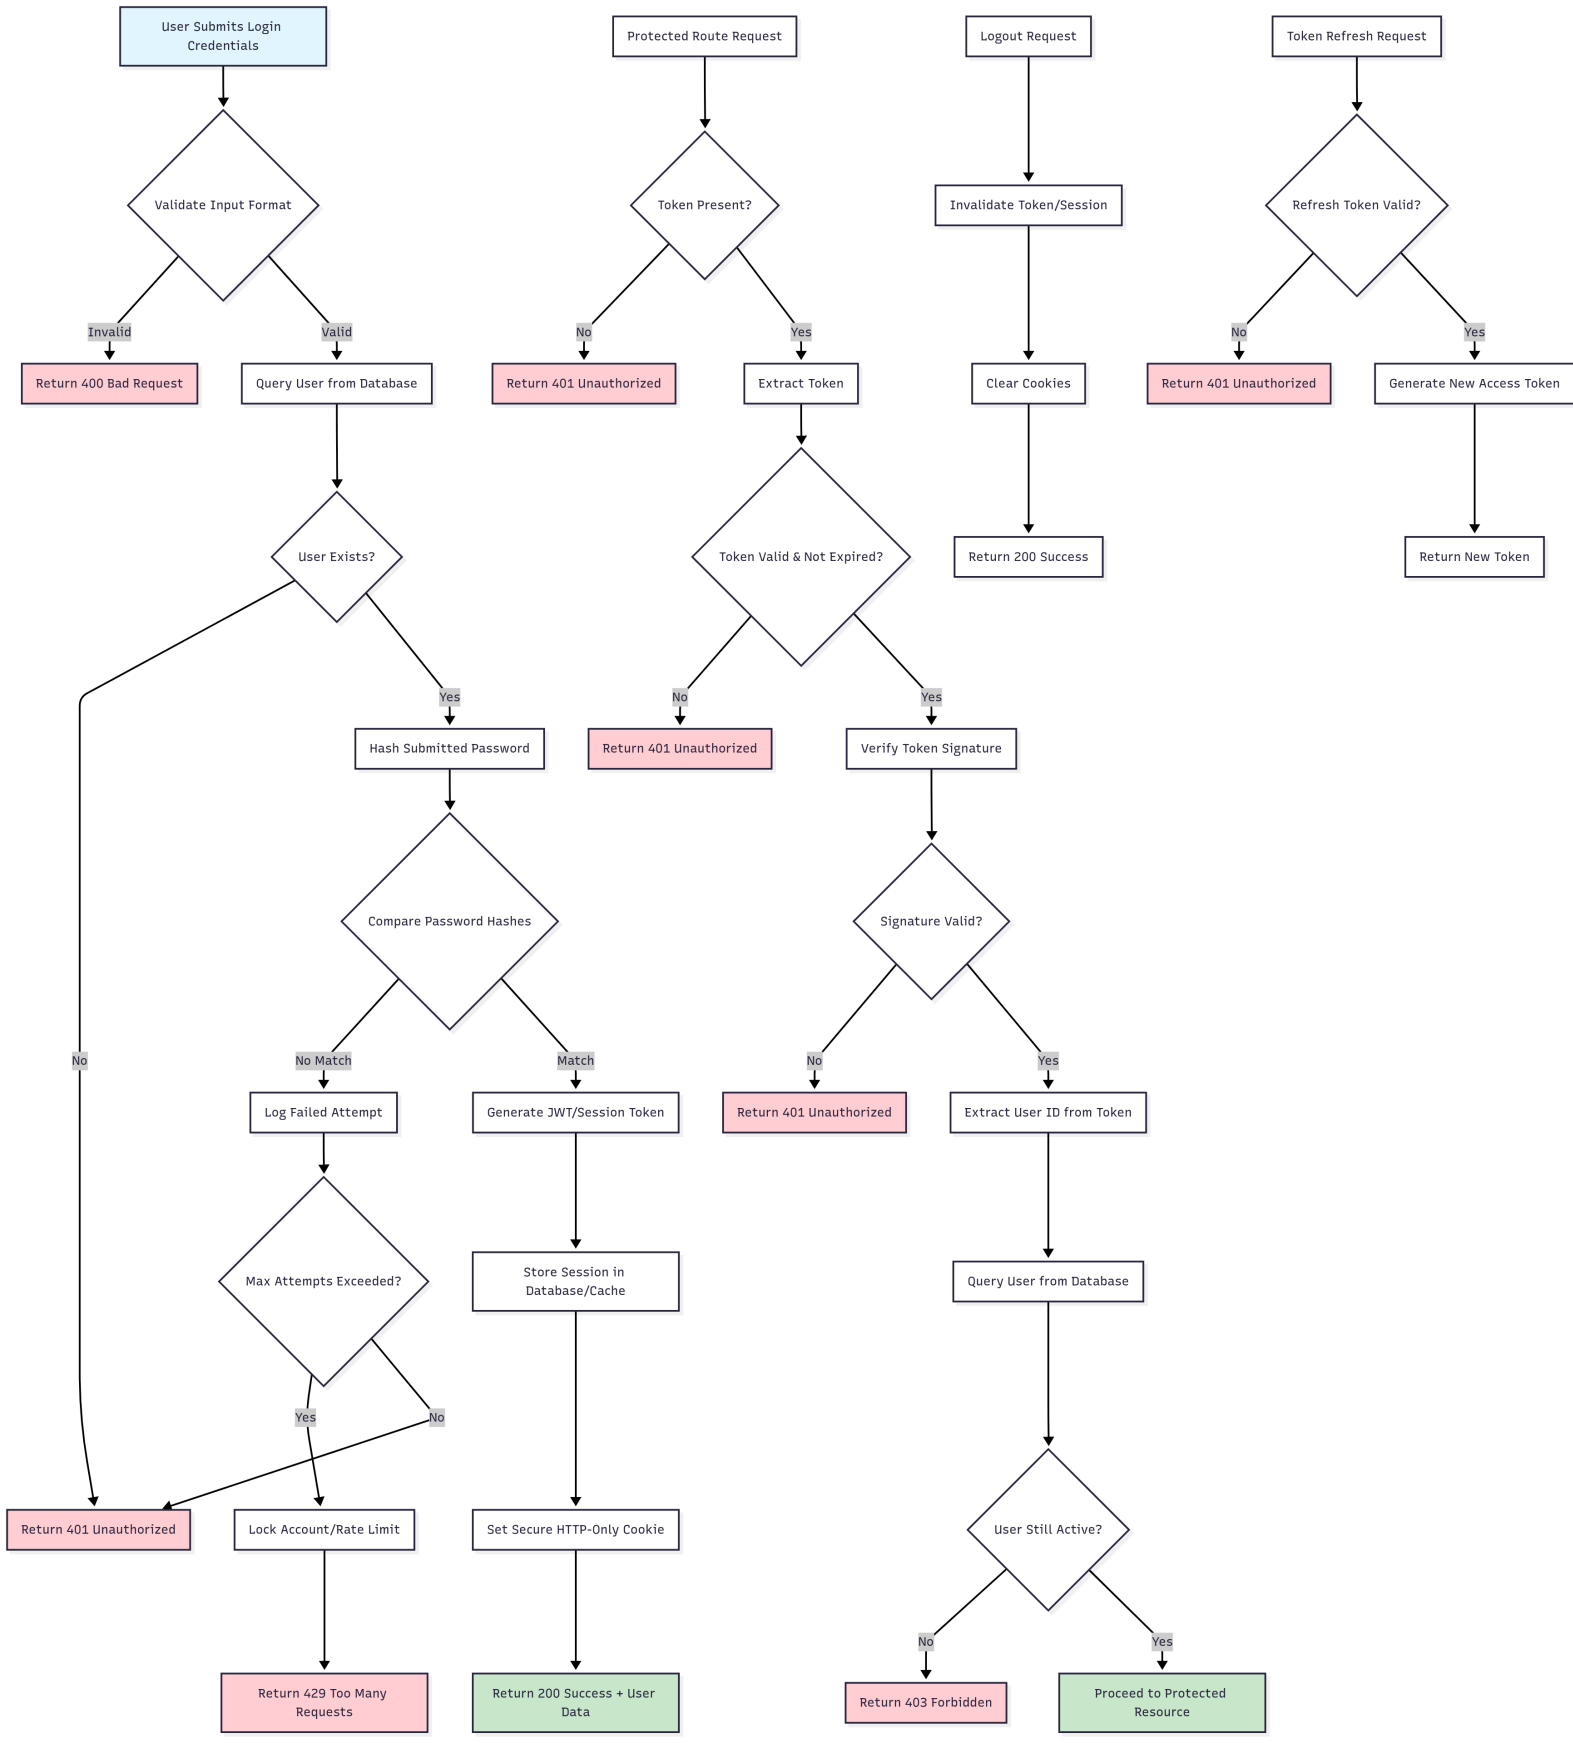 User Submits Login
Credentials
Protected Route Request
Logout Request
Token Refresh Request
Validate Input Format
Token Present?
Invalidate Token/Session
Refresh Token Valid?
Invalid
Valid
No
Yes
No
Yes
Return 400 Bad Request
Query User from Database
Return 401 Unauthorized
Extract Token
Clear Cookies
Return 401 Unauthorized
Generate New Access Token
User Exists?
Token Valid & Not Expired?
Return 200 Success
Return New Token
Yes
No
Yes
Hash Submitted Password
Return 401 Unauthorized
Verify Token Signature
Compare Password Hashes
Signature Valid?
No
No Match
Match
No
Yes
Log Failed Attempt
Generate JWT/Session Token
Return 401 Unauthorized
Extract User ID from Token
Max Attempts Exceeded?
Store Session in
Database/Cache
Query User from Database
Yes
No
Return 401 Unauthorized
Lock Account/Rate Limit
Set Secure HTTP-Only Cookie
User Still Active?
No
Yes
Return 429 Too Many
Requests
Return 200 Success + User
Data
Return 403 Forbidden
Proceed to Protected
Resource